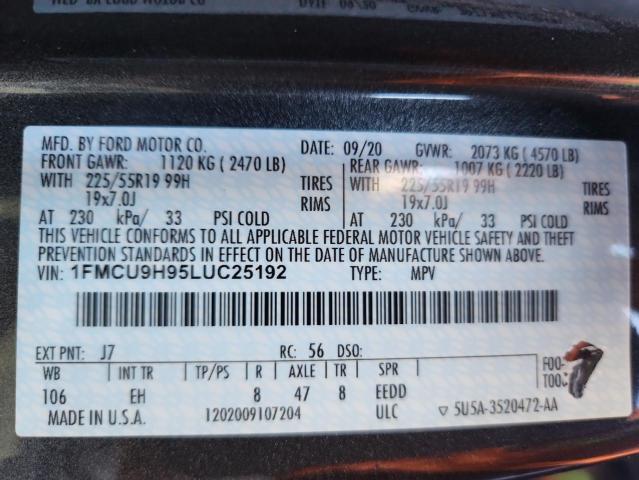 MFD. BY FORD MOTOR CO. DATE: 09/20 GVWR: 2073 KG (4570 LB)
FRONT GAWR: 1120 KG (2470 LB) REAR GAWR: 1007 KG (2220 LB)
WITH 225/55R19 99H TIRES WITH 225/55R19 99H TIRES
19x7.0J RIMS 19x7.0J RIMS
AT 230 kPa/ 33 PSI COLD AT 230 kPa/ 33 PSI COLD
THIS VEHICLE CONFORMS TO ALL APPLICABLE FEDERAL MOTOR VEHICLE SAFETY AND THEFT
PREVENTION STANDARDS IN EFFECT ON THE DATE OF MANUFACTURE SHOWN ABOVE.
VIN: 1FMCU9H95LUC25192 TYPE: MPV
EXT PNT: J7 RC: 56 DSO:
WB INT TR TP/PS R AXLE TR SPR
106 EH 8 47 8 EEDD
MADE IN U.S.A. 1202009107204 ULC ▽ 5U5A-3520472-AA